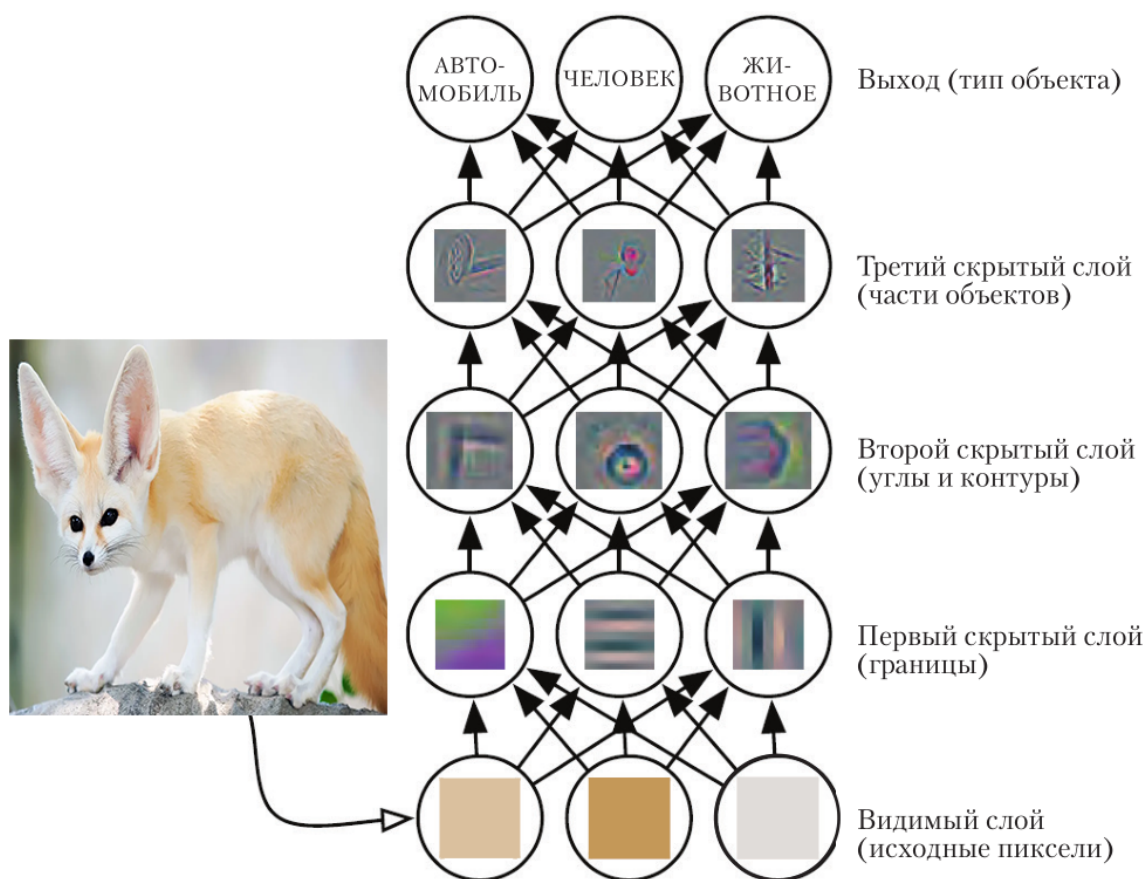 АВТО-
МОБИЛЬ
ЧЕЛОВЕК
ЖИ-
ВОТНОЕ
Выход (тип объекта)
Третий скрытый слой
(части объектов)
Второй скрытый слой
(углы и контуры)
Первый скрытый слой
(границы)
Видимый слой
(исходные пиксели)